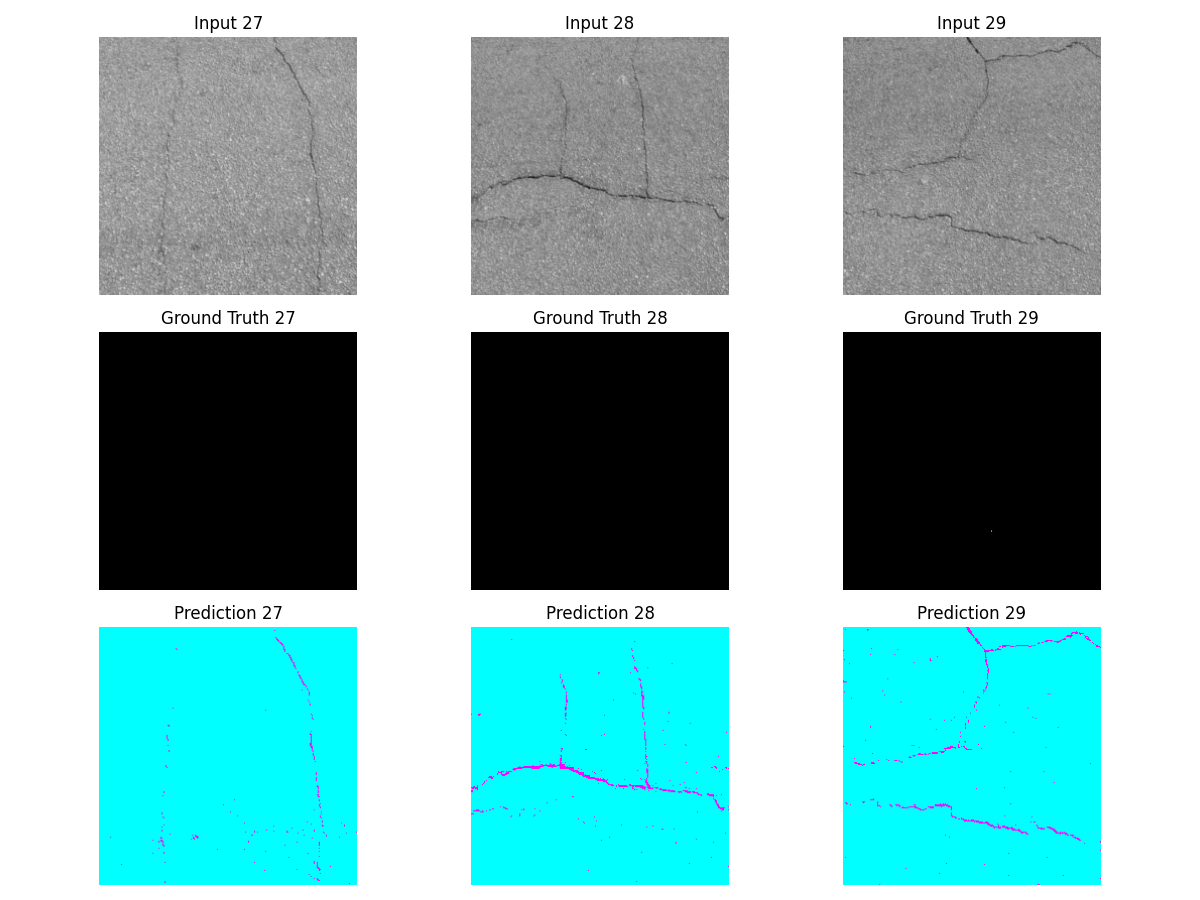 Input 27
Input 28
Input 29
Ground Truth 27
Ground Truth 28
Ground Truth 29
Prediction 27
Prediction 28
Prediction 29